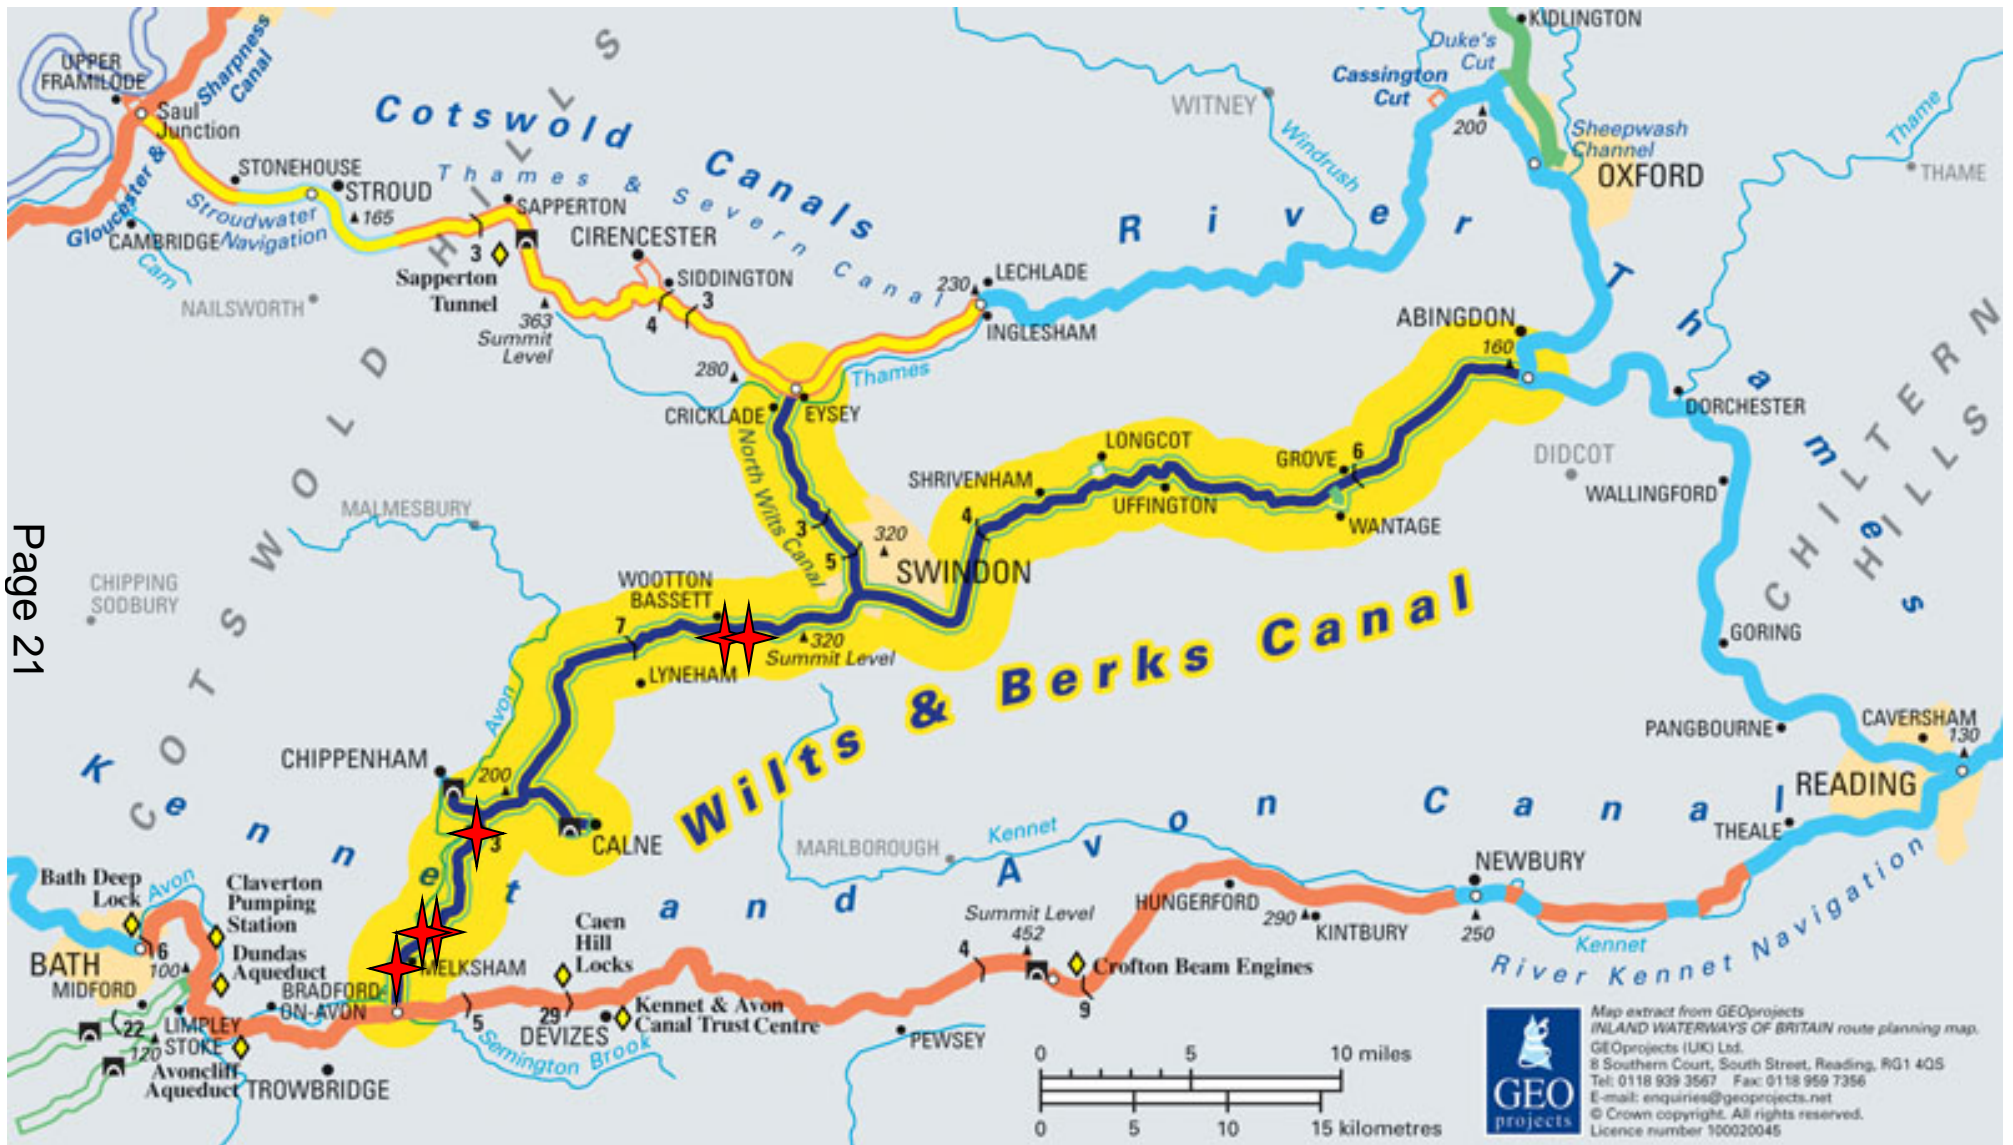 KIDLINGTON
Duke's
Cut
Cassington
Cut
UPPER
FRAMILODE
Sharpness
Canal
Saul
Junction
Gloucester &
STONEHOUSE
STROUD
165
Stroudwater
Navigation
CAMBRIDGE
Cam
NAILSWORTH
Cotswold Canals
Thames & Severn Canal
SAPPERTON
3
Sapperton
Tunnel
CIRENCESTER
SIDDINGTON
3
4
363
Summit
Level
280
230
LECHLADE
INGLESHAM
Thames
CRICKLADE
EYSEY
WITNEY
Windrush
200
Sheepwash
Channel
OXFORD
Thame
THAME
River Thames
ABINGDON
160
DORCHESTER
DIDCOT
WALLINGFORD
CHILTERN
HILLS
GORING
PANGBOURNE
CAVERSHAM
130
READING
THEALE
COTSWOLD HILLS
MALMESBURY
CHIPPING
SODBURY
Page 21
North Wilts Canal
3
5
320
SWINDON
SHRIVENHAM
4
LONGCOT
UFFINGTON
GROVE
6
WANTAGE
WOOTTON
BASSETT
7
LYNEHAM
320
Summit Level
Wilts & Berks Canal
Avon
CHIPPENHAM
200
3
CALNE
MARLBOROUGH
Kennet
Kennet and Avon Canal
Bath Deep
Lock
Avon
Claverton
Pumping
Station
Dundas
Aqueduct
6
100
BATH
MIDFORD
22
120
LIMPLEY
STOKE
Avoncliff
Aqueduct
BRADFORD-
ON-AVON
TROWBRIDGE
MELKSHAM
Caen
Hill
Locks
5
29
DEVIZES
Kennet & Avon
Canal Trust Centre
Semington Brook
PEWSEY
4
Summit Level
452
Crofton Beam Engines
9
HUNGERFORD
290
KINTBURY
NEWBURY
250
Kennet
River Kennet Navigation
0 5 10 miles
0 5 10 15 kilometres
GEO
projects
Map extract from GEOprojects
INLAND WATERWAYS OF BRITAIN route planning map.
GEOprojects (UK) Ltd.
8 Southern Court, South Street, Reading, RG1 4QS
Tel: 0118 939 3567 Fax: 0118 959 7356
E-mail: enquiries@geoprojects.net
© Crown copyright. All rights reserved.
Licence number 100020045